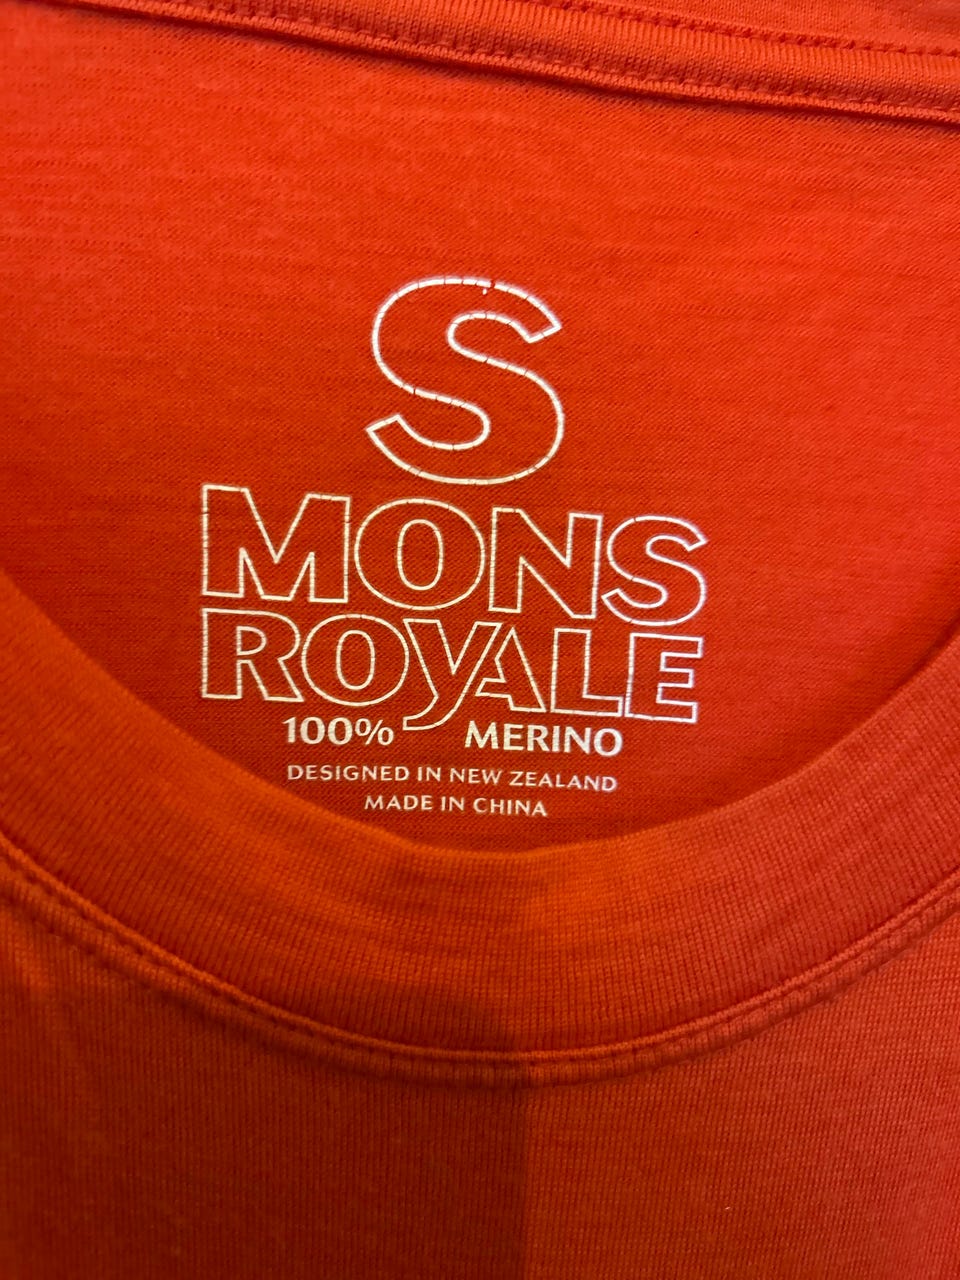 S
MONS
ROYALE
100% MERINO
DESIGNED IN NEW ZEALAND
MADE IN CHINA